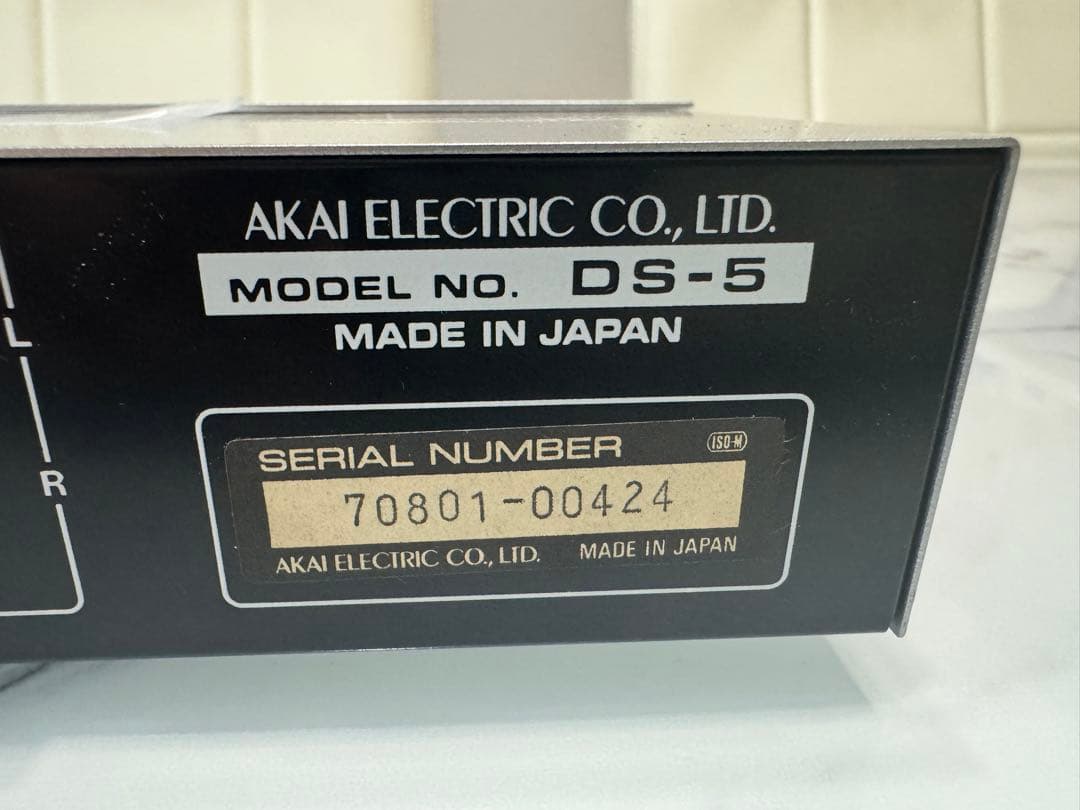 AKAI ELECTRIC CO., LTD.
MODEL NO. DS-5
MADE IN JAPAN
L
R
SERIAL NUMBER ISO-M
70801-00424
AKAI ELECTRIC CO., LTD. MADE IN JAPAN